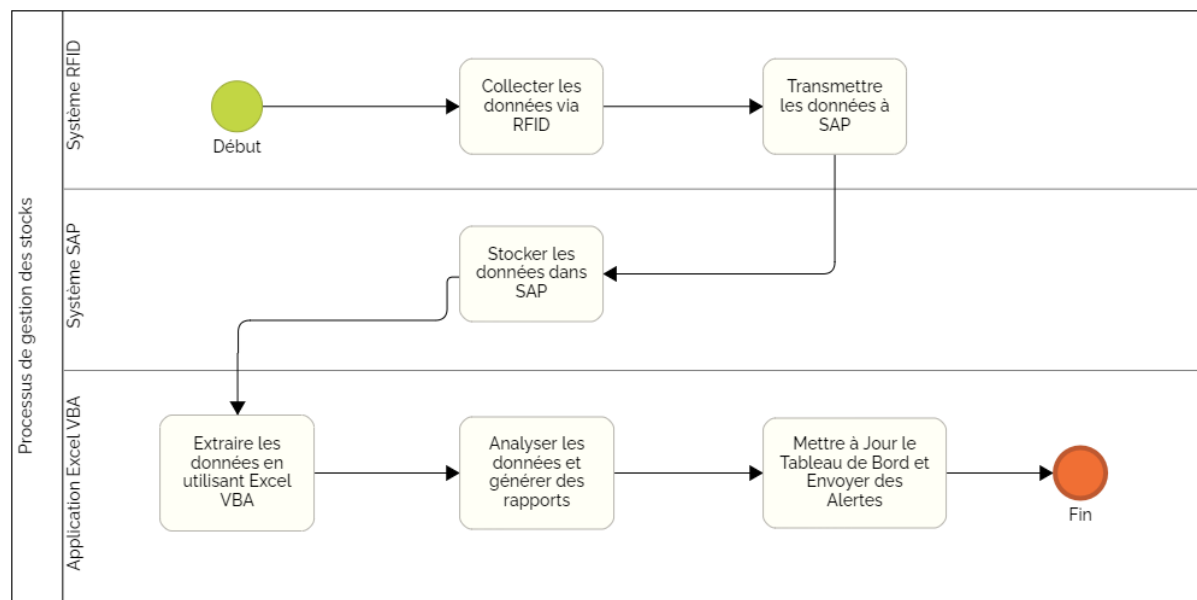 Processus de gestion des stocks
Système RFID
Début
Collecter les
données via
RFID
Transmettre
les données à
SAP
Système SAP
Stocker les
données dans
SAP
Application Excel VBA
Extraire les
données en
utilisant Excel
VBA
Analyser les
données et
générer des
rapports
Mettre à Jour le
Tableau de Bord et
Envoyer des
Alertes
Fin